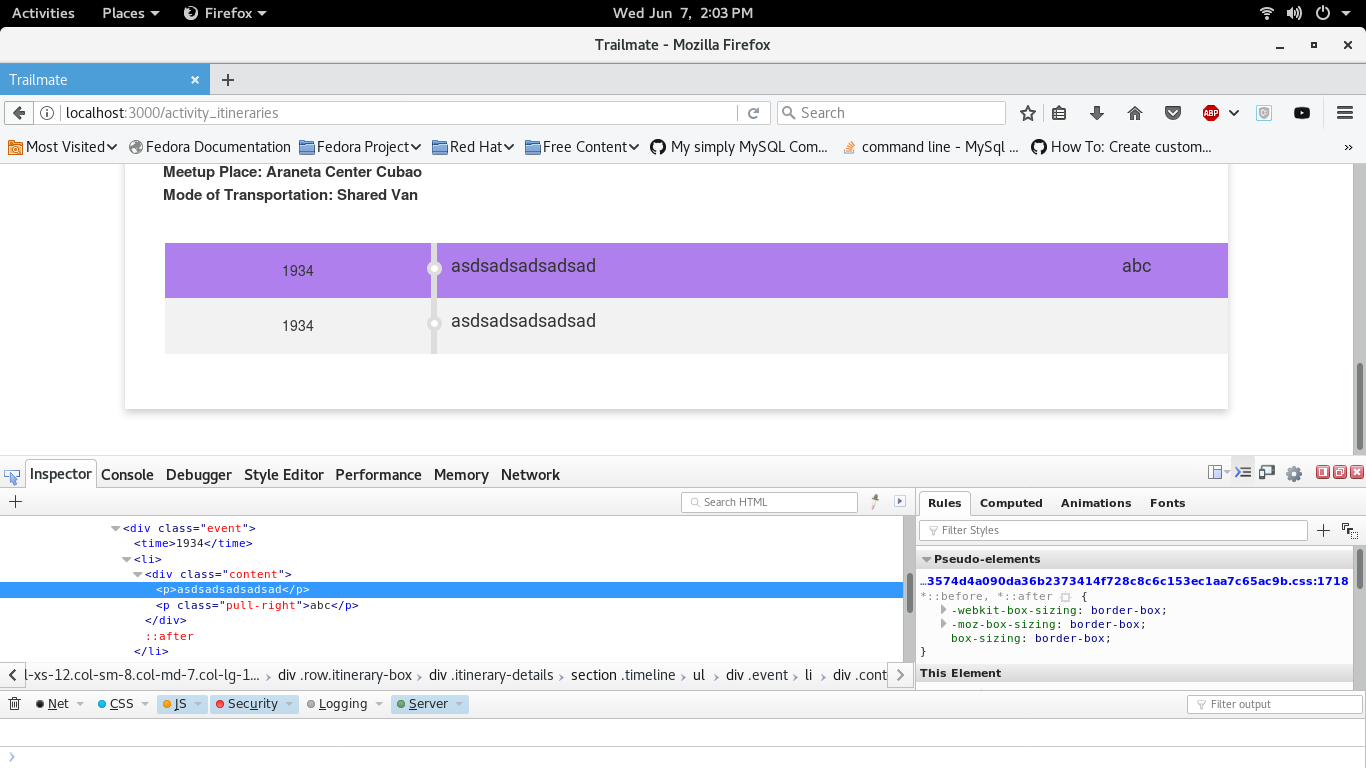 Activities Places Firefox Wed Jun 7, 2:03 PM
Trailmate - Mozilla Firefox
Trailmate
localhost:3000/activity_itineraries Search ABP
Most Visited Fedora Documentation Fedora Project Red Hat Free Content My simply MySQL Com... command line - MySql ... How To: Create custom... »
Meetup Place: Araneta Center Cubao
Mode of Transportation: Shared Van
1934 asdsadsadsadsad abc
1934 asdsadsadsadsad
Inspector Console Debugger Style Editor Performance Memory Network
Search HTML
<div class="event">
<time>1934</time>
<li>
<div class="content">
<p>asdsadsadsadsad</p>
<p class="pull-right">abc</p>
</div>
::after
</li>
l-xs-12.col-sm-8.col-md-7.col-lg-1... div .row.itinerary-box div .itinerary-details section .timeline ul div .event li div .cont
Rules Computed Animations Fonts
Filter Styles
Pseudo-elements
…3574d4a090da36b2373414f728c8c6c153ec1aa7c65ac9b.css:1718
*::before, *::after {
-webkit-box-sizing: border-box;
-moz-box-sizing: border-box;
box-sizing: border-box;
}
This Element
Net CSS JS Security Logging Server Filter output